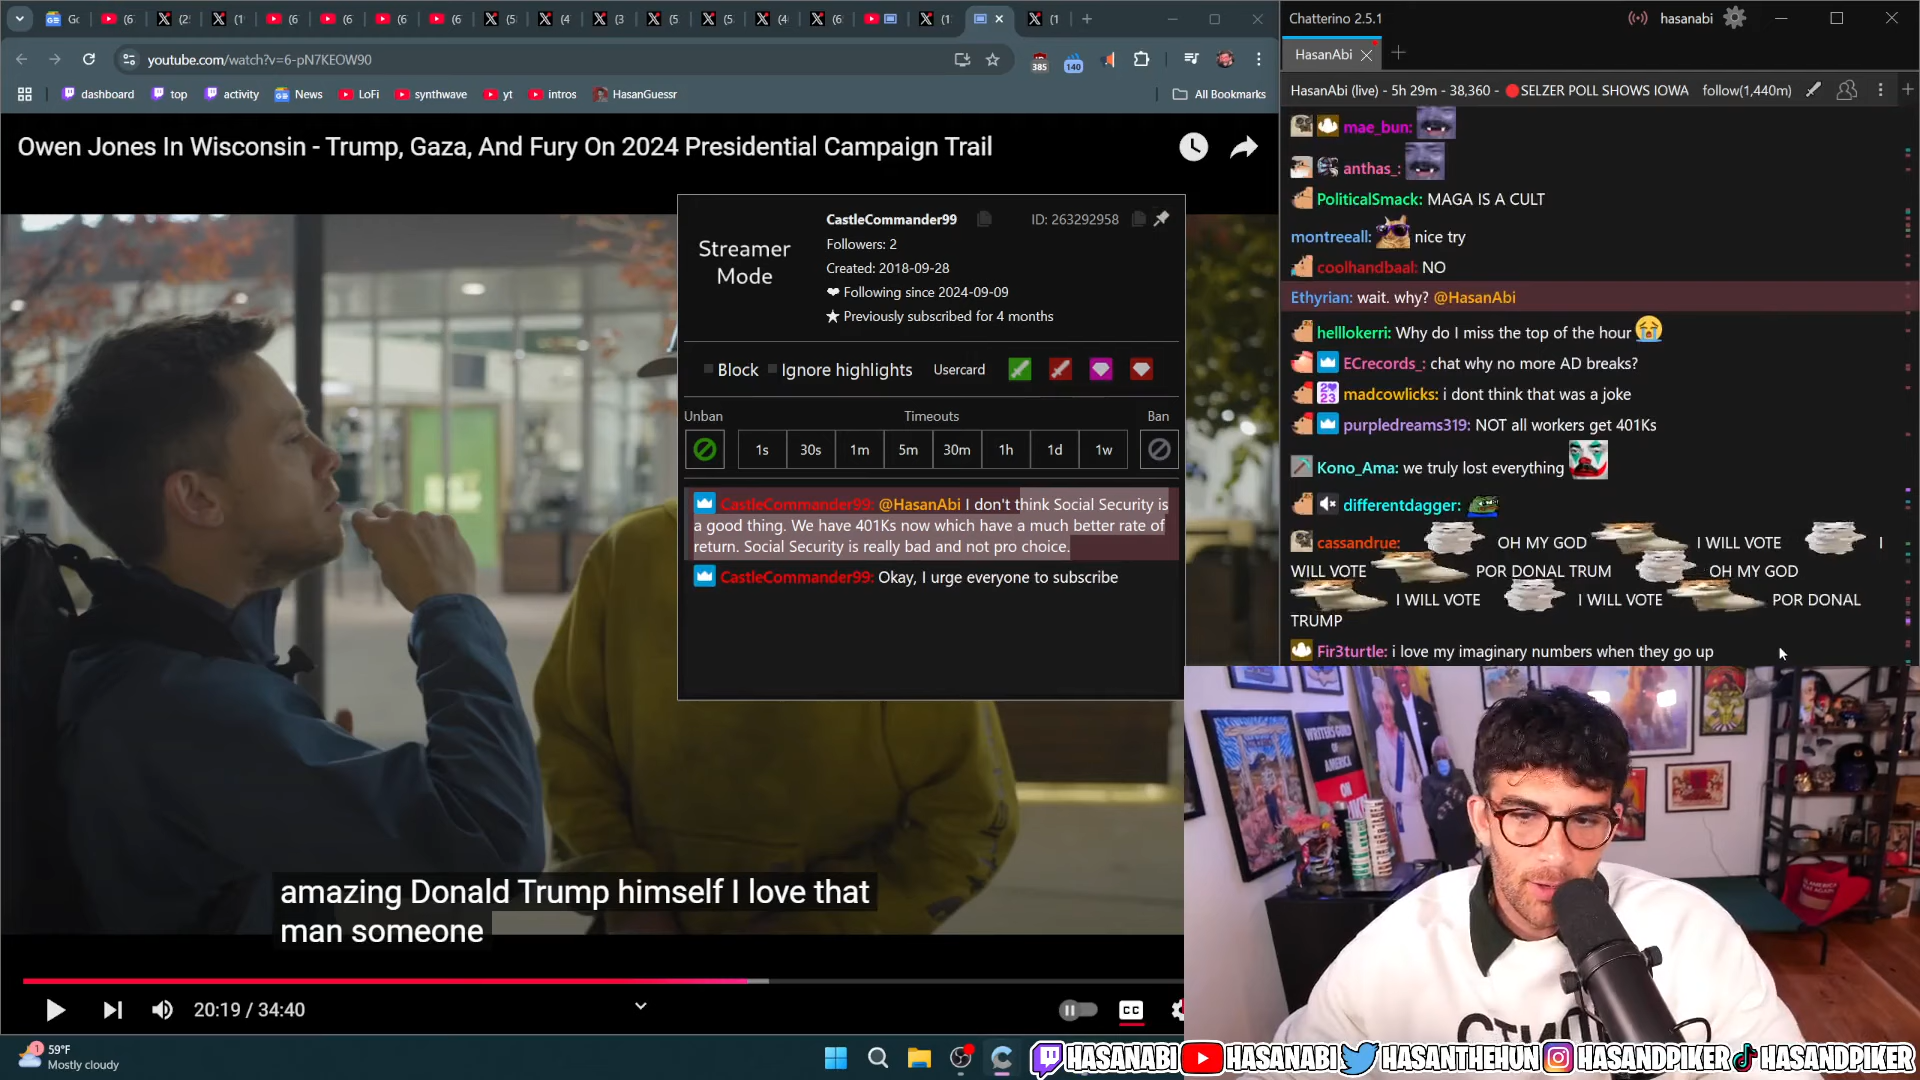 youtube.com/watch?v=6-pN7KEOW90
385
140
dashboard
top
activity
News
LoFi
synthwave
yt
intros
HasanGuessr
All Bookmarks
Owen Jones In Wisconsin - Trump, Gaza, And Fury On 2024 Presidential Campaign Trail
Streamer
Mode
CastleCommander99
ID: 263292958
Followers: 2
Created: 2018-09-28
Following since 2024-09-09
Previously subscribed for 4 months
Block
Ignore highlights
Usercard
Unban
Timeouts
Ban
1s
30s
1m
5m
30m
1h
1d
1w
CastleCommander99: @HasanAbi I don't think Social Security is
a good thing. We have 401Ks now which have a much better rate of
return. Social Security is really bad and not pro choice.
CastleCommander99: Okay, I urge everyone to subscribe
amazing Donald Trump himself I love that
man someone
20:19 / 34:40
CC
1
59°F
Mostly cloudy
Chatterino 2.5.1
hasanabi
HasanAbi
HasanAbi (live) - 5h 29m - 38,360 - 🔴SELZER POLL SHOWS IOWA
follow(1,440m)
mae_bun:
anthas_:
PoliticalSmack: MAGA IS A CULT
montreeall: nice try
coolhandbaal: NO
Ethyrian: wait. why? @HasanAbi
helllokerri: Why do I miss the top of the hour 😭
ECrecords_: chat why no more AD breaks?
madcowlicks: i dont think that was a joke
purpledreams319: NOT all workers get 401Ks
Kono_Ama: we truly lost everything
differentdagger:
cassandrue: OH MY GOD I WILL VOTE I
WILL VOTE POR DONAL TRUM OH MY GOD
I WILL VOTE I WILL VOTE POR DONAL
TRUMP
Fir3turtle: i love my imaginary numbers when they go up
WRITERS GUILD OF AMERICA ON
HASANABI
HASANABI
HASANTHEHUN
HASANDPIKER
HASANDPIKER